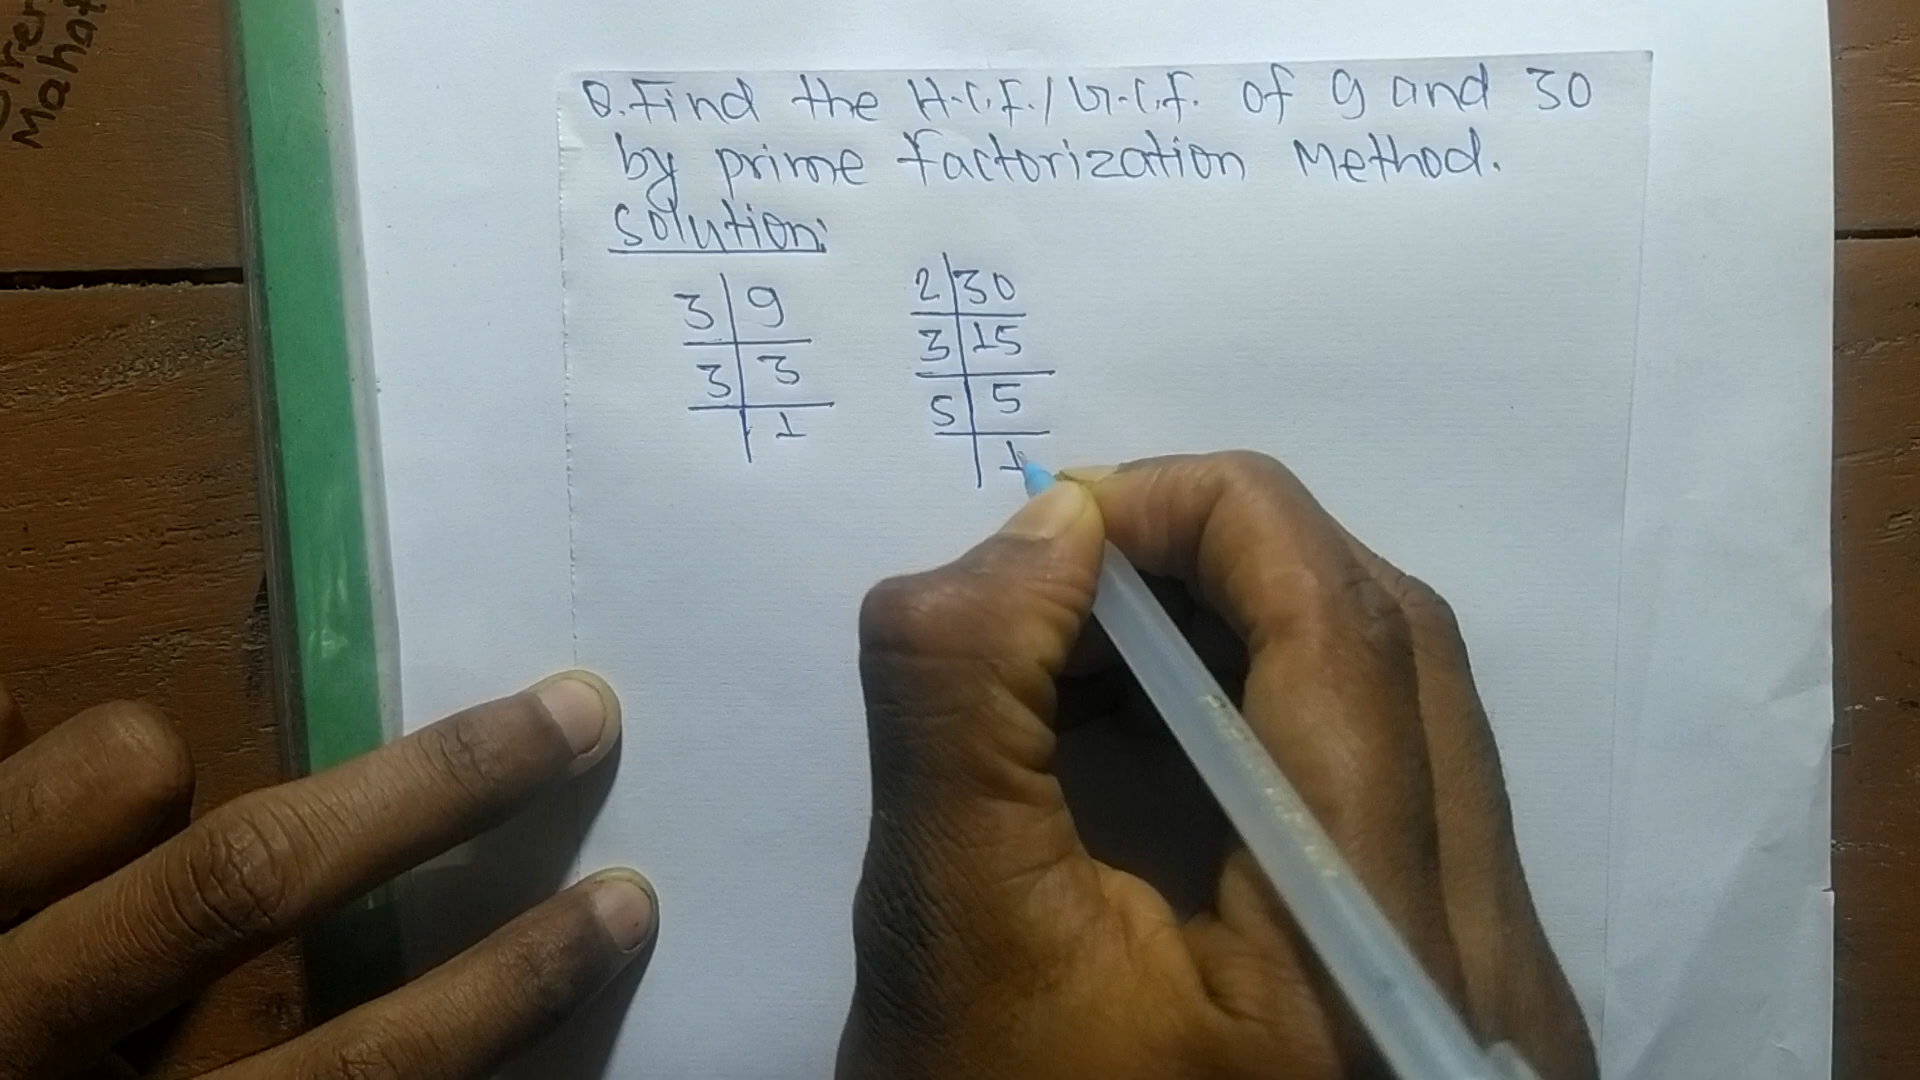 Q. Find the H.C.F. / G.C.F. of 9 and 30
by prime factorization Method.
Solution:
3 | 9
3 | 3
| 1
2 | 30
3 | 15
5 | 5
| 1
Mahat